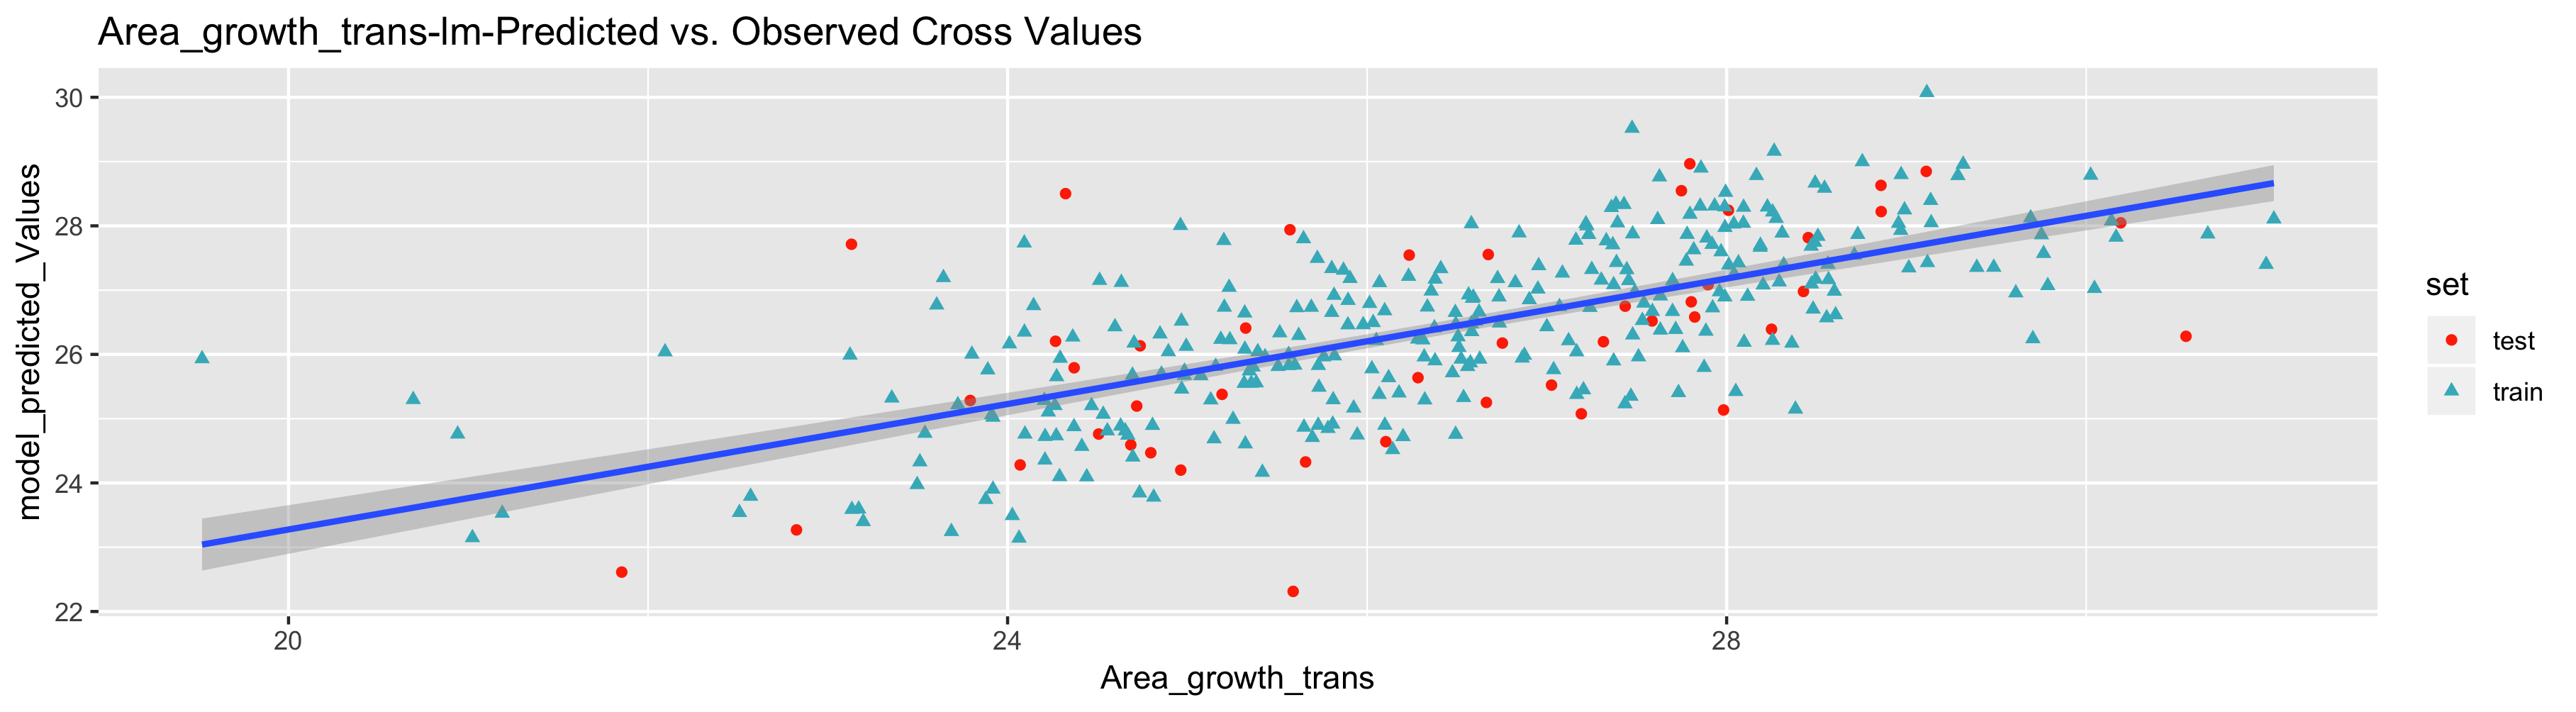 Area_growth_trans-lm-Predicted vs. Observed Cross Values
model_predicted_Values
30
28
26
24
22
20
24
28
Area_growth_trans
set
test
train